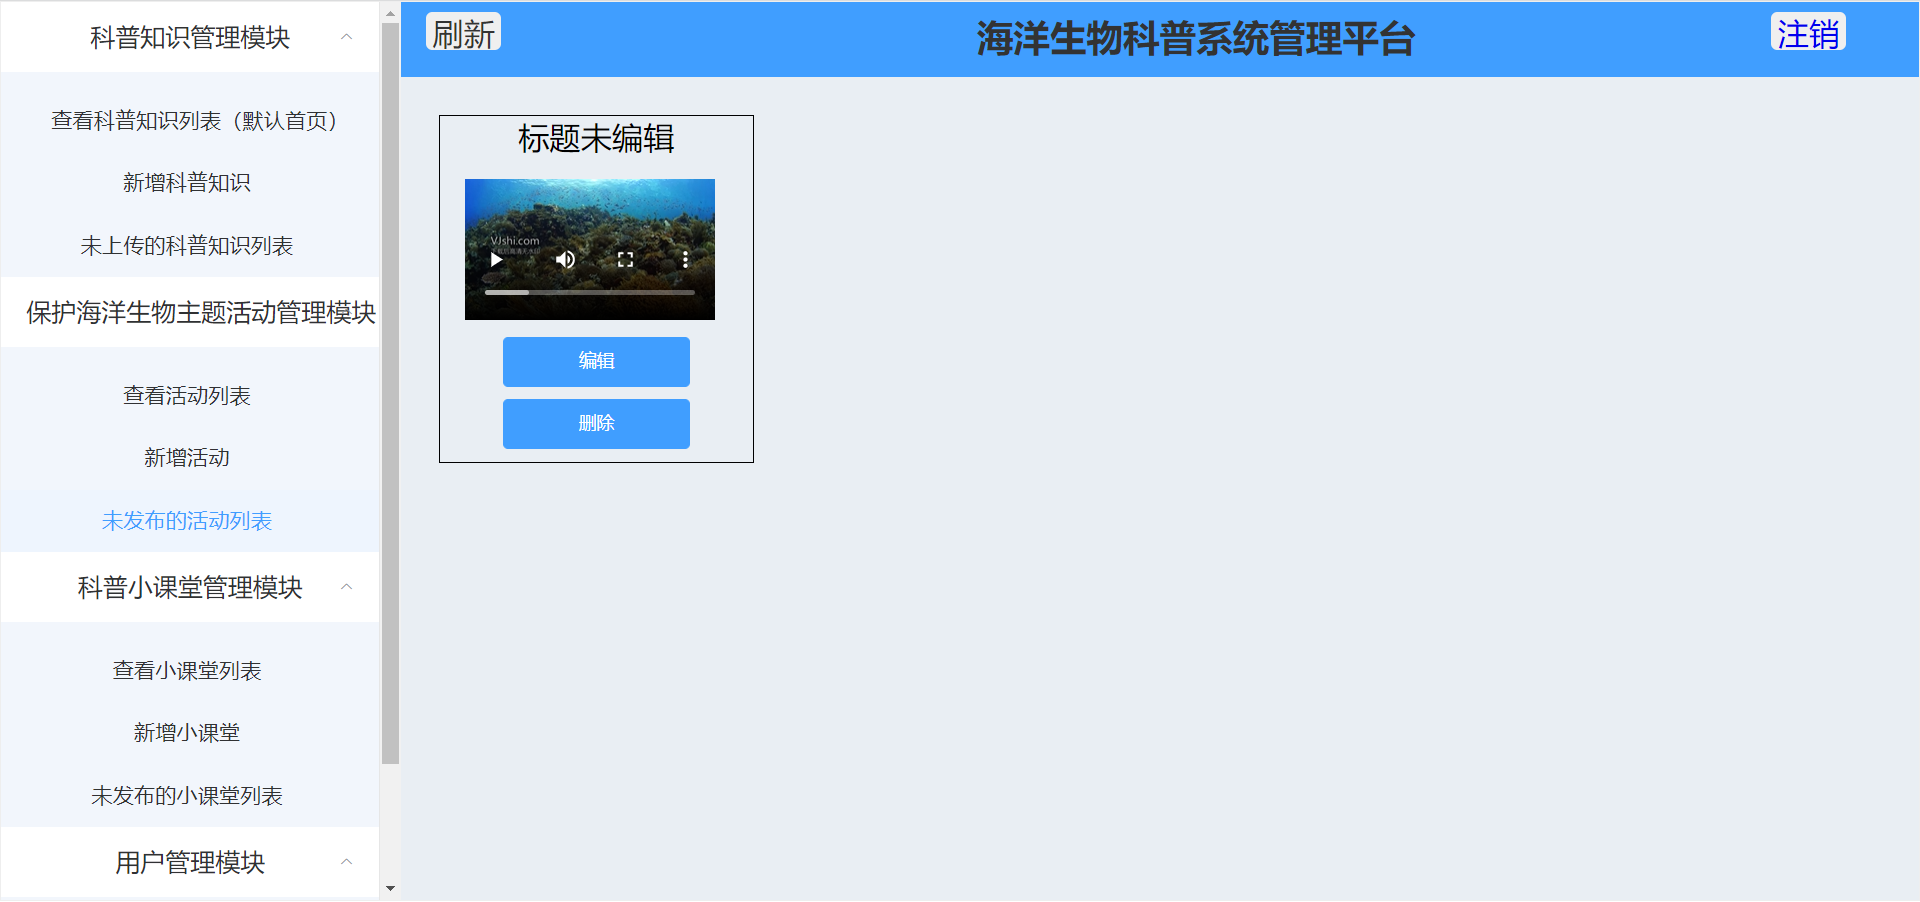 科普知识管理模块
查看科普知识列表（默认首页）
新增科普知识
未上传的科普知识列表
保护海洋生物主题活动管理模块
查看活动列表
新增活动
未发布的活动列表
科普小课堂管理模块
查看小课堂列表
新增小课堂
未发布的小课堂列表
用户管理模块
刷新
海洋生物科普系统管理平台
注销
标题未编辑
VJshi.com
编辑
删除